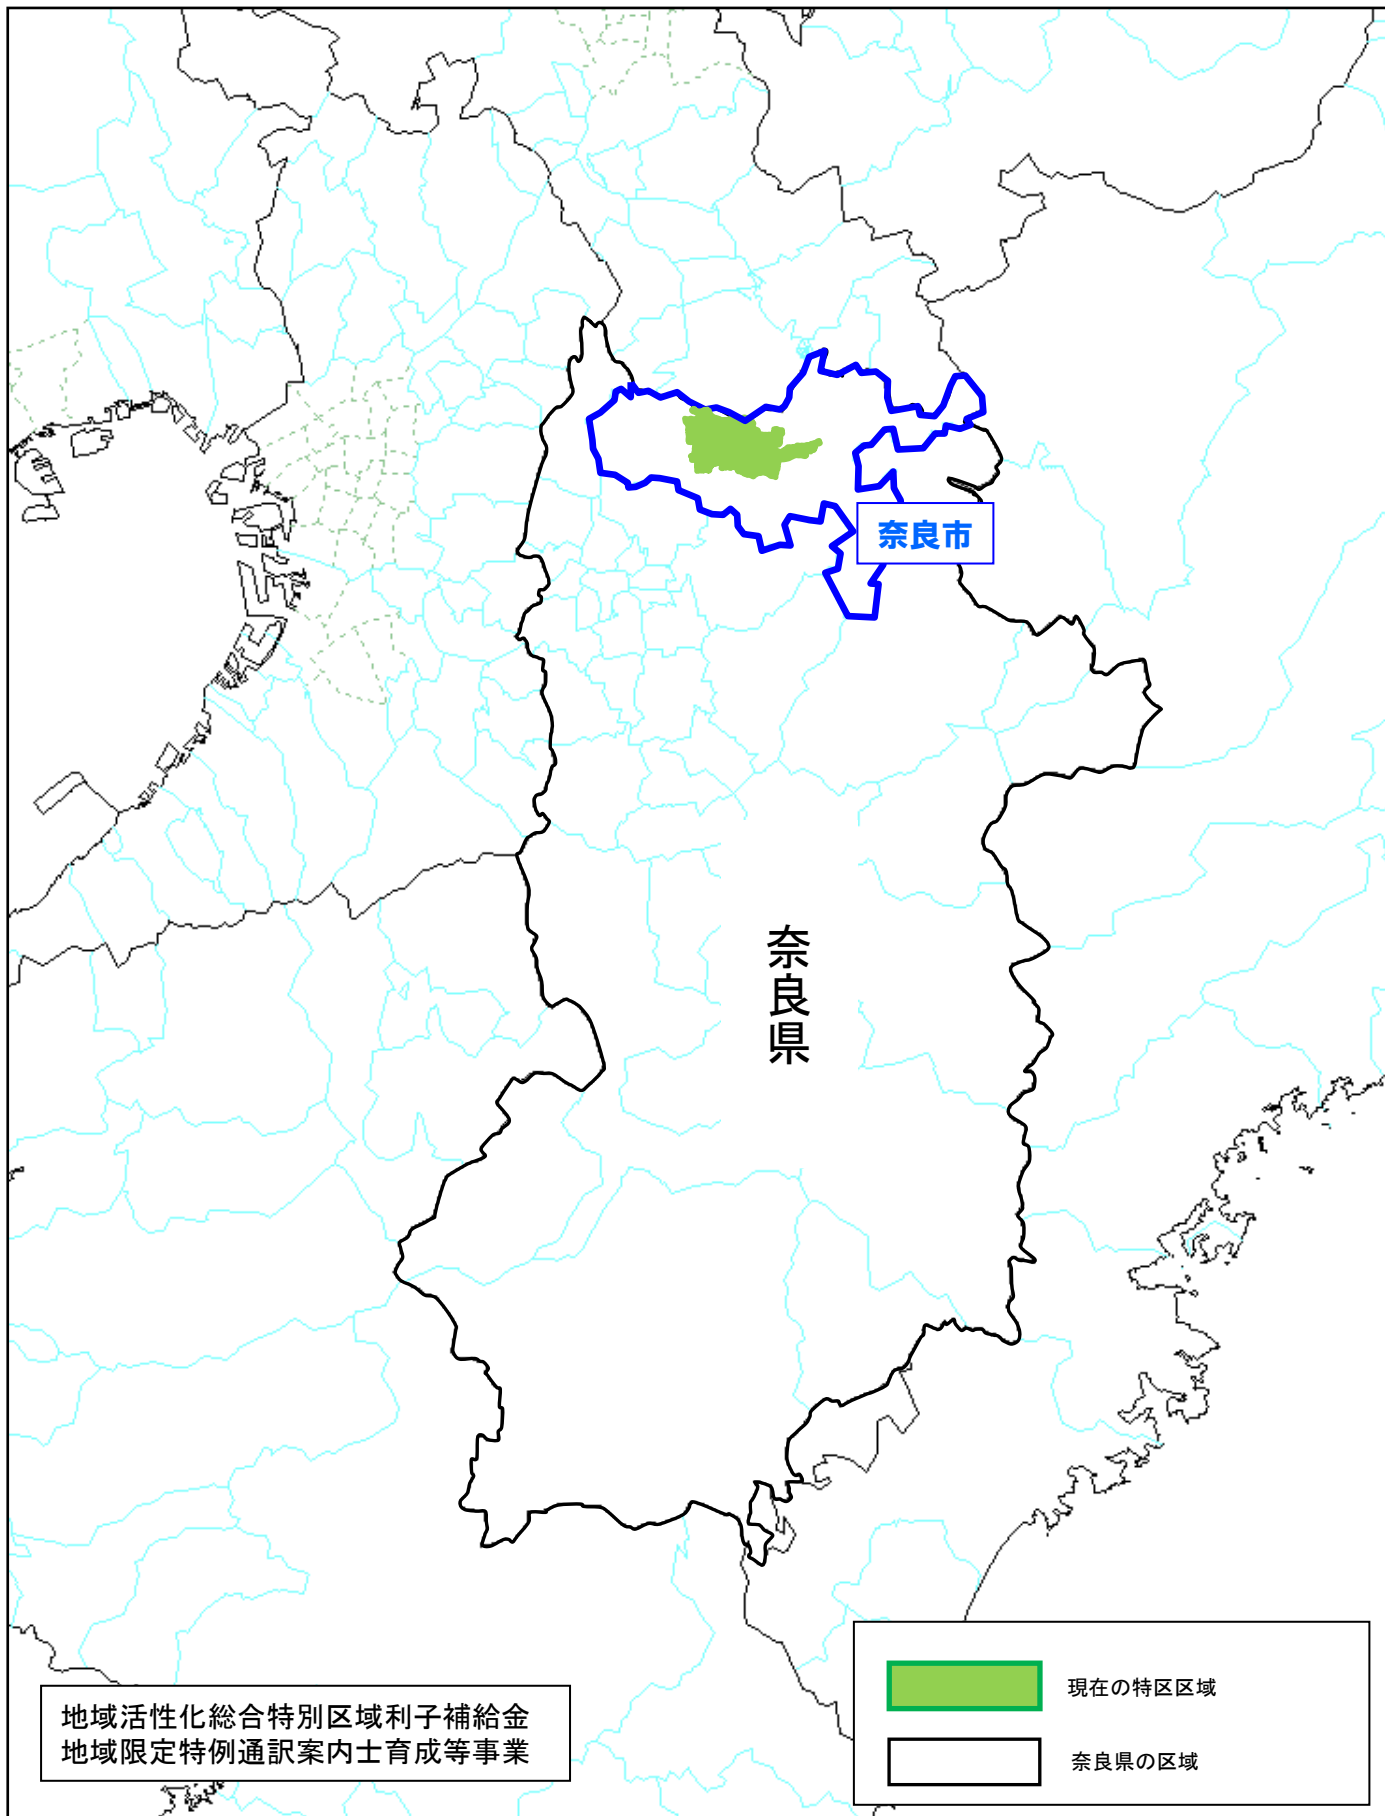 奈良市
奈良県
地域活性化総合特別区域利子補給金
地域限定特例通訳案内士育成等事業
現在の特区区域
奈良県の区域